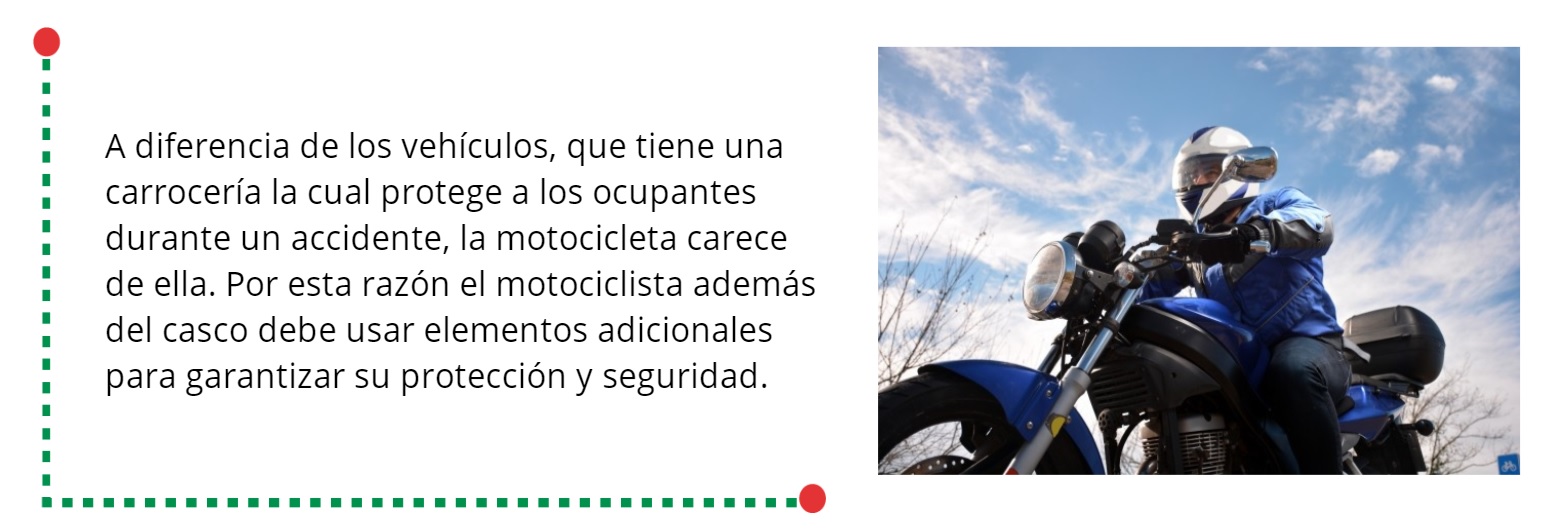 A diferencia de los vehículos, que tiene una
carrocería la cual protege a los ocupantes
durante un accidente, la motocicleta carece
de ella. Por esta razón el motociclista además
del casco debe usar elementos adicionales
para garantizar su protección y seguridad.